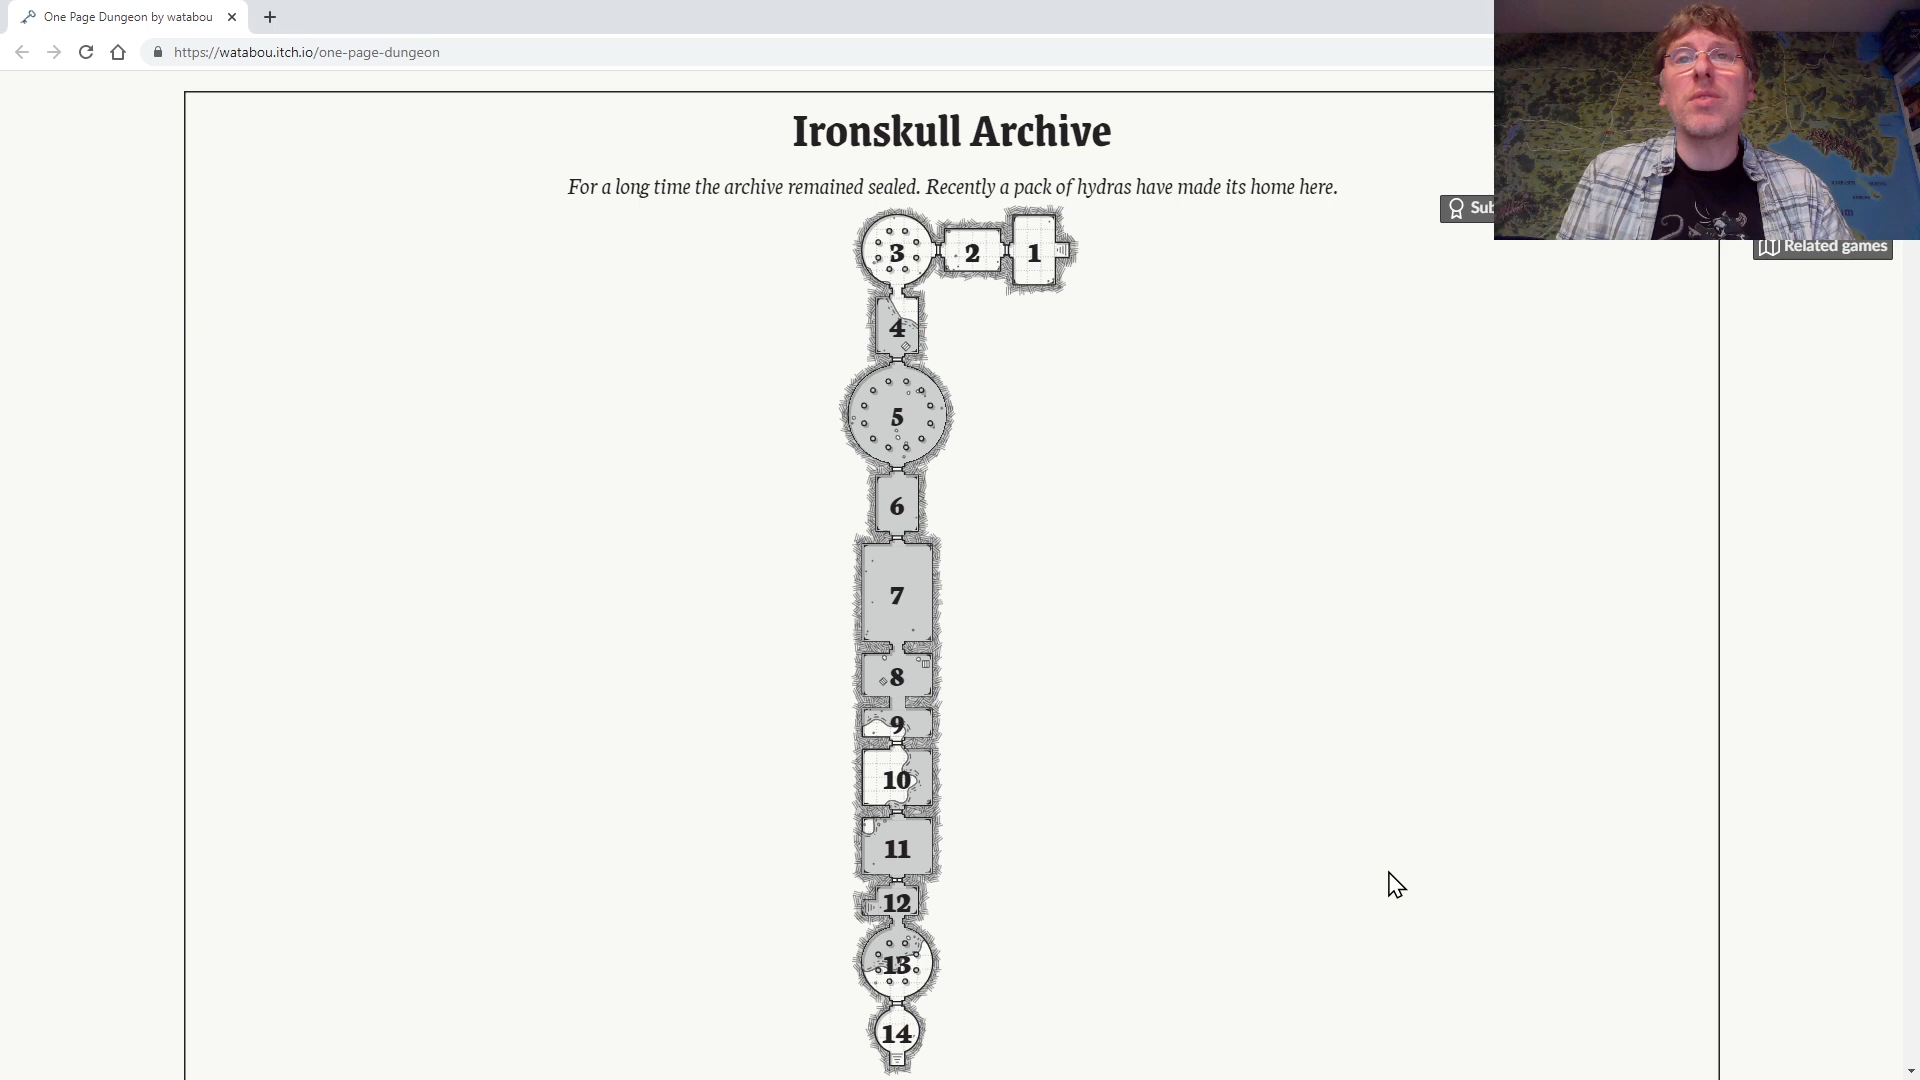 One Page Dungeon by watabou
https://watabou.itch.io/one-page-dungeon
Ironskull Archive
For a long time the archive remained sealed. Recently a pack of hydras have made its home here.
Related games
3
2
1
4
5
6
7
8
9
10
11
12
13
14